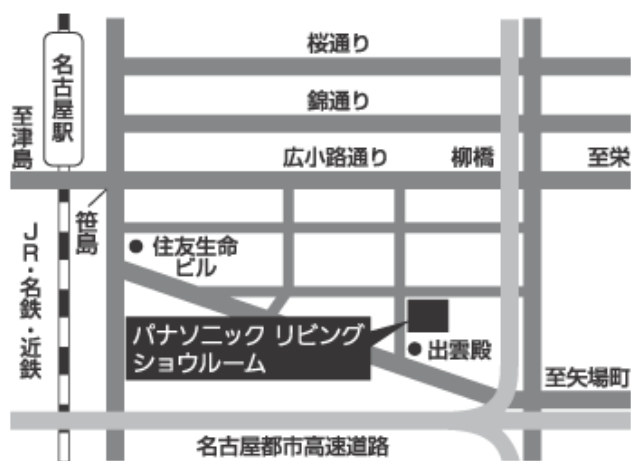 桜通り
名古屋駅
錦通り
至津島
広小路通り
柳橋
至栄
笹島
JR・名鉄・近鉄
住友生命
ビル
パナソニック リビング
ショウルーム
出雲殿
至矢場町
名古屋都市高速道路